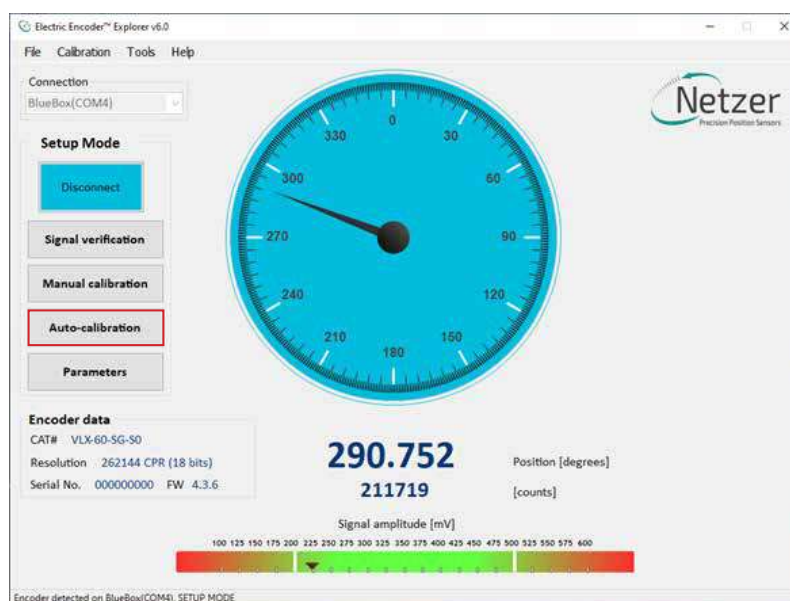 Electric Encoder™ Explorer v6.0
File Calibration Tools Help
Connection
BlueBox(COM4)
Netzer
Precision Position Sensors
Setup Mode
Disconnect
Signal verification
Manual calibration
Auto-calibration
Parameters
0
330 30
300 60
270 90
240 120
210 150
180
Encoder data
CAT# VLX-60-SG-S0
Resolution 262144 CPR (18 bits)
Serial No. 000000000 FW 4.3.6
290.752 Position [degrees]
211719 [counts]
Signal amplitude [mV]
100 125 150 175 200 225 250 275 300 325 350 375 400 425 450 475 500 525 550 575 600
Encoder detected on BlueBox(COM4), SETUP MODE